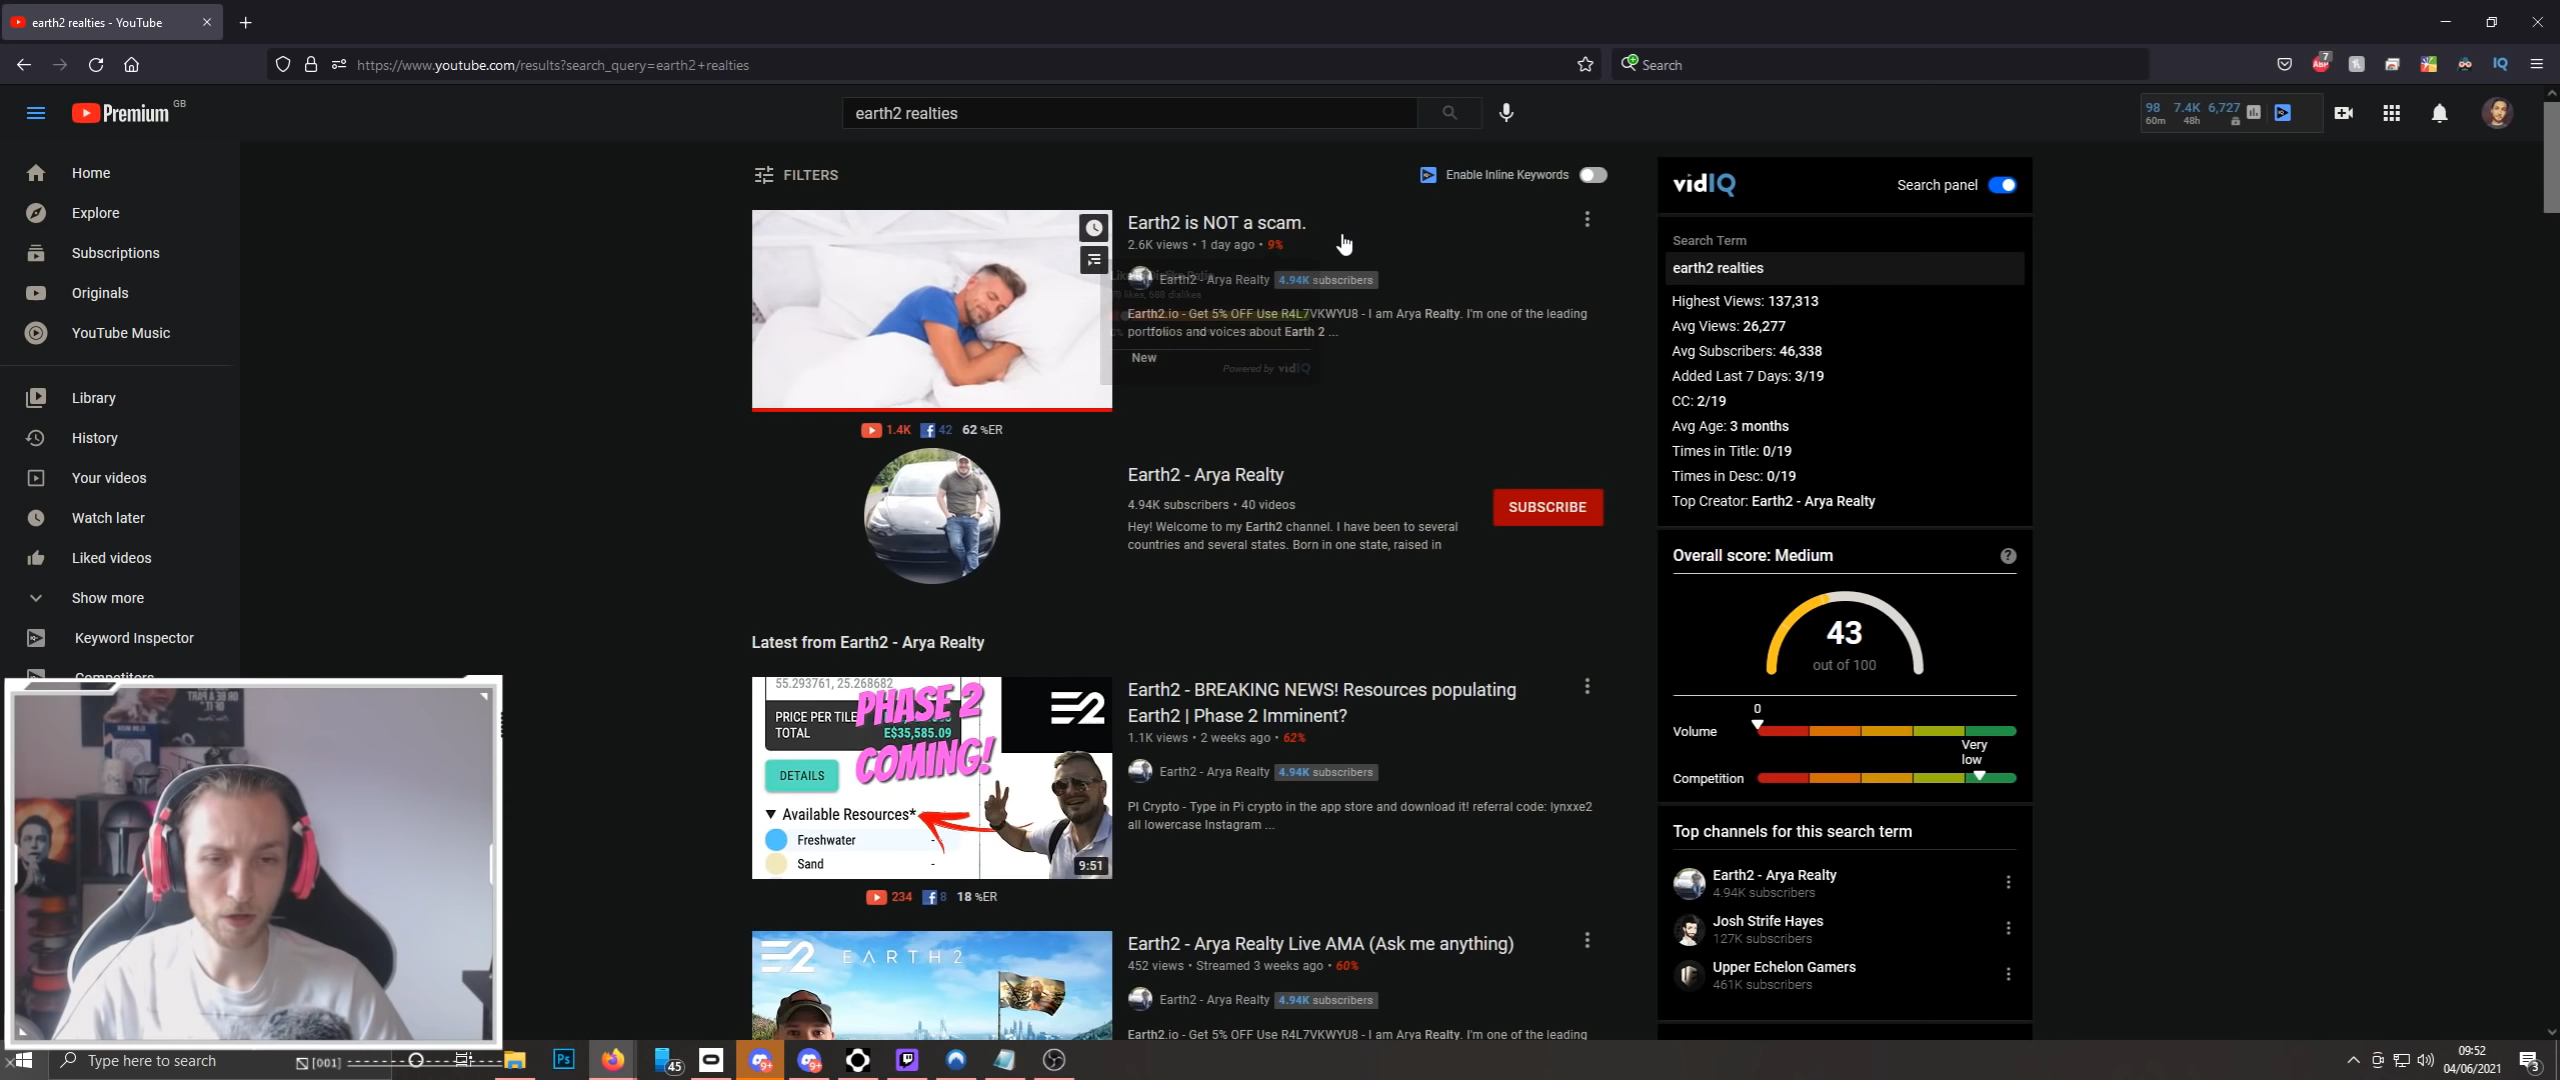 earth2 realties - YouTube
https://www.youtube.com/results?search_query=earth2+realties
Search
7
ABP
IQ
Premium
GB
earth2 realties
98
7.4K
6,727
60m
48h
Home
Explore
Subscriptions
Originals
YouTube Music
Library
History
Your videos
Watch later
Liked videos
Show more
Keyword Inspector
Competitors
FILTERS
Enable Inline Keywords
Earth2 is NOT a scam.
2.6K views • 1 day ago • 9%
Earth2 - Arya Realty
4.94K subscribers
Earth2.io - Get 5% OFF Use R4L7VKWYU8 - I am Arya Realty. I'm one of the leading
portfolios and voices about Earth 2 ...
New
Powered by vidIQ
1.4K
42
62 %ER
Earth2 - Arya Realty
4.94K subscribers • 40 videos
Hey! Welcome to my Earth2 channel. I have been to several
countries and several states. Born in one state, raised in
SUBSCRIBE
Latest from Earth2 - Arya Realty
55.293761, 25.268682
PRICE PER TILE
TOTAL
E$35,585.09
PHASE 2
COMING!
DETAILS
▼ Available Resources*
Freshwater
-
Sand
-
9:51
Earth2 - BREAKING NEWS! Resources populating
Earth2 | Phase 2 Imminent?
1.1K views • 2 weeks ago • 62%
Earth2 - Arya Realty
4.94K subscribers
PI Crypto - Type in Pi crypto in the app store and download it! referral code: lynxxe2
all lowercase Instagram ...
234
8
18 %ER
EARTH 2
Earth2 - Arya Realty Live AMA (Ask me anything)
452 views • Streamed 3 weeks ago • 60%
Earth2 - Arya Realty
4.94K subscribers
Earth2.io - Get 5% OFF Use R4L7VKWYU8 - I am Arya Realty. I'm one of the leading
vidIQ
Search panel
Search Term
earth2 realties
Highest Views: 137,313
Avg Views: 26,277
Avg Subscribers: 46,338
Added Last 7 Days: 3/19
CC: 2/19
Avg Age: 3 months
Times in Title: 0/19
Times in Desc: 0/19
Top Creator: Earth2 - Arya Realty
Overall score: Medium
?
43
out of 100
0
Volume
Very
low
Competition
Top channels for this search term
Earth2 - Arya Realty
4.94K subscribers
Josh Strife Hayes
127K subscribers
Upper Echelon Gamers
461K subscribers
Type here to search
[001]
Ps
45
9+
9+
09:52
04/06/2021
3